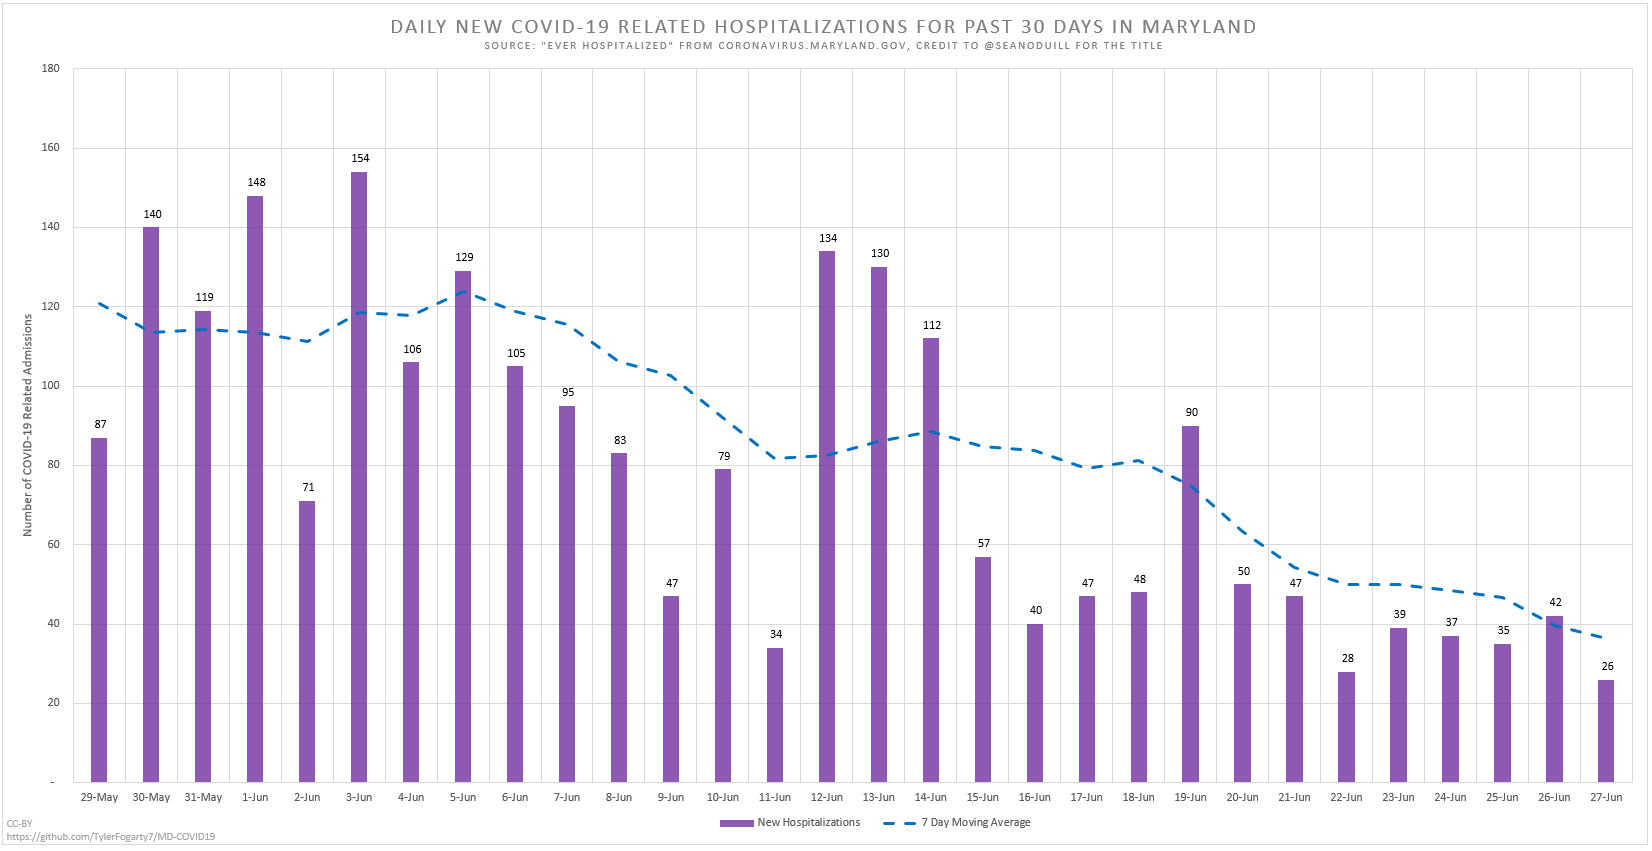 DAILY NEW COVID-19 RELATED HOSPITALIZATIONS FOR PAST 30 DAYS IN MARYLAND
SOURCE: "EVER HOSPITALIZED" FROM CORONAVIRUS.MARYLAND.GOV, CREDIT TO @SEANODUILL FOR THE TITLE
Number of COVID-19 Related Admissions
180
160
140
120
100
80
60
40
20
-
87
140
119
148
71
154
106
129
105
95
83
47
79
34
134
130
112
57
40
47
48
90
50
47
28
39
37
35
42
26
29-May
30-May
31-May
1-Jun
2-Jun
3-Jun
4-Jun
5-Jun
6-Jun
7-Jun
8-Jun
9-Jun
10-Jun
11-Jun
12-Jun
13-Jun
14-Jun
15-Jun
16-Jun
17-Jun
18-Jun
19-Jun
20-Jun
21-Jun
22-Jun
23-Jun
24-Jun
25-Jun
26-Jun
27-Jun
New Hospitalizations
7 Day Moving Average
CC-BY
https://github.com/TylerFogarty7/MD-COVID19